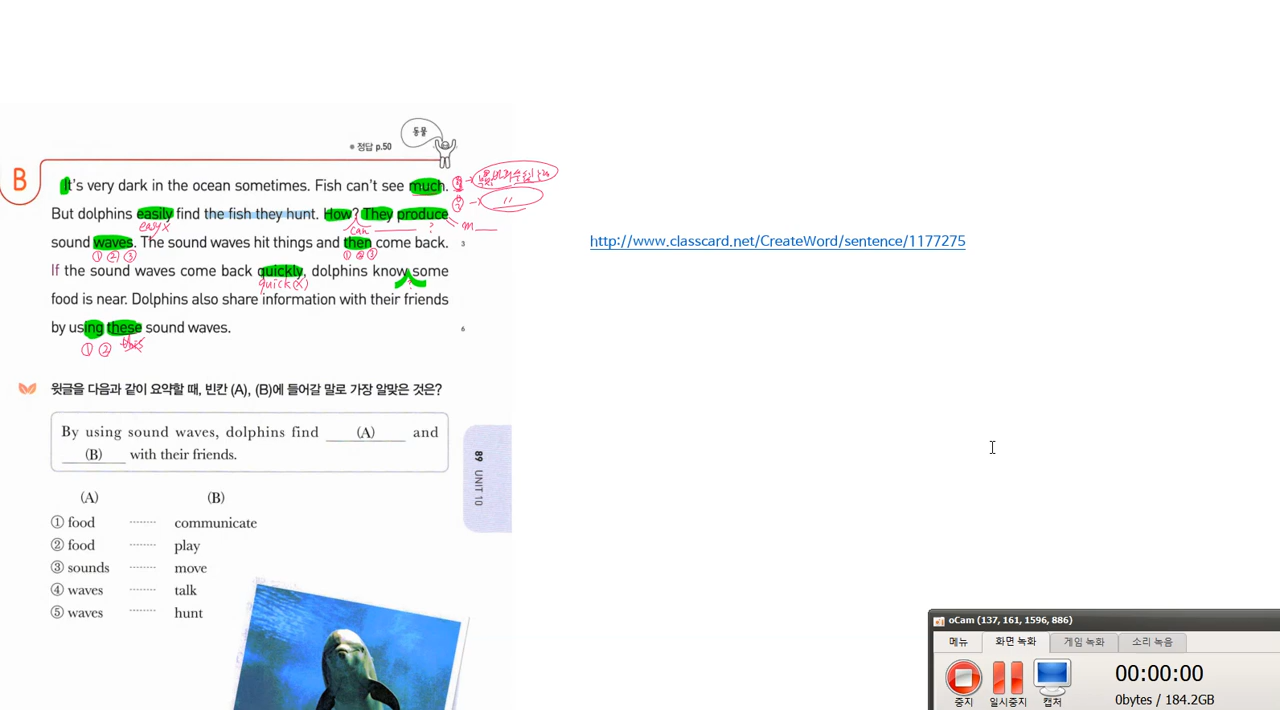 동물
* 정답 p.50
B
It's very dark in the ocean sometimes. Fish can't see much.
But dolphins easily find the fish they hunt. How? They produce
easy X
can
?
m
sound waves. The sound waves hit things and then come back.
3
① ② ③
① ② ③
If the sound waves come back quickly, dolphins know some
quick(X)
?
food is near. Dolphins also share information with their friends
by using these sound waves.
6
① ② this
윗글을 다음과 같이 요약할 때, 빈칸 (A), (B)에 들어갈 말로 가장 알맞은 것은?
By using sound waves, dolphins find (A) and
(B) with their friends.
(A) (B)
① food ········ communicate
② food ········ play
③ sounds ········ move
④ waves ········ talk
⑤ waves ········ hunt
89 UNIT 10
http://www.classcard.net/CreateWord/sentence/1177275
oCam (137, 161, 1596, 886)
메뉴 화면 녹화 게임 녹화 소리 녹음
중지 일시중지 캡처
00:00:00
0bytes / 184.2GB